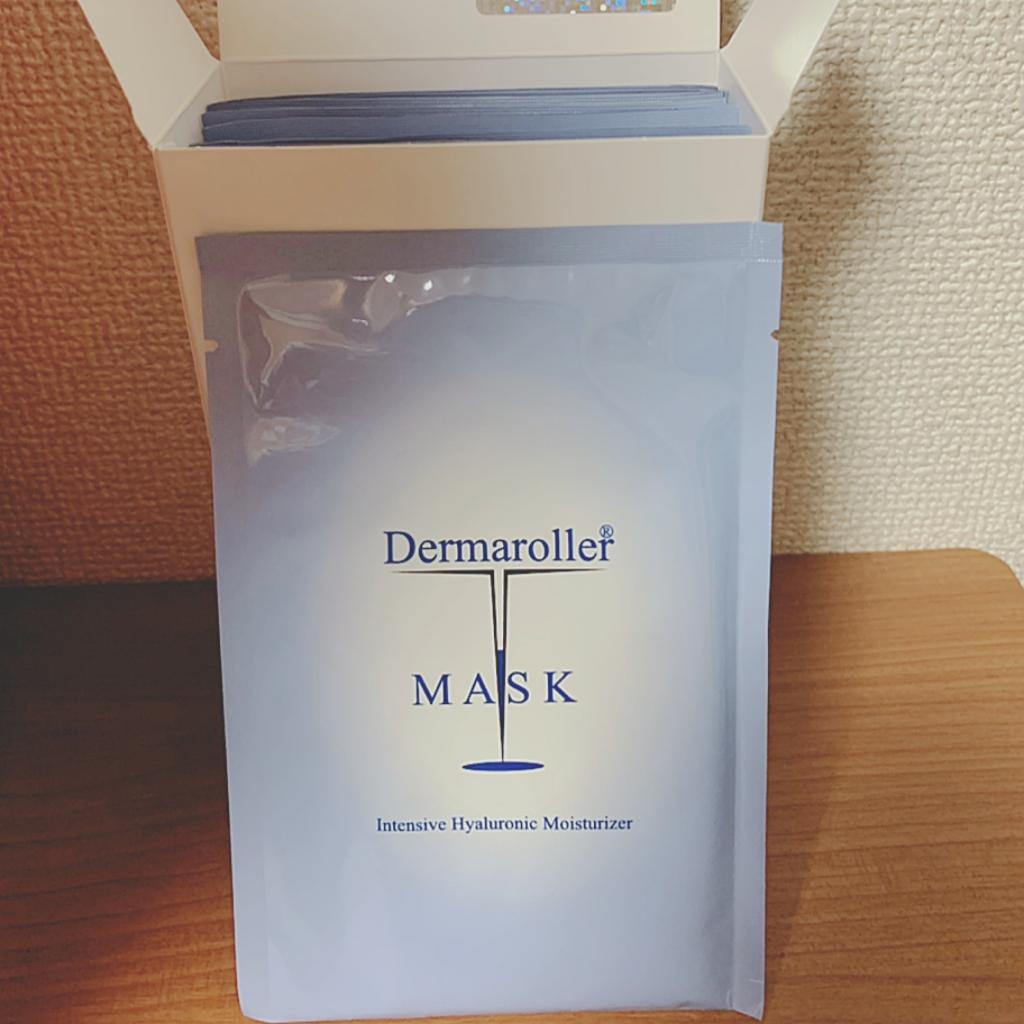 Dermaroller®
MASK
Intensive Hyaluronic Moisturizer